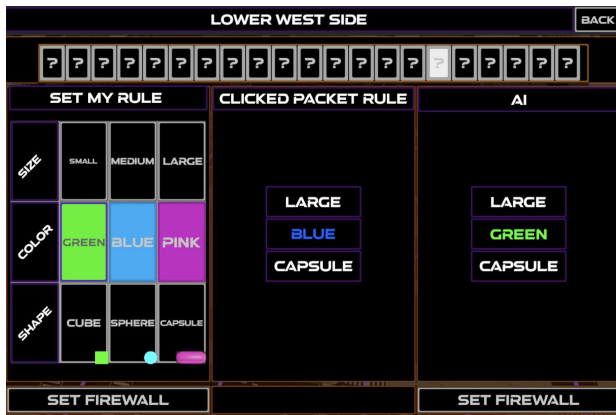 LOWER WEST SIDE
BACK
? ? ? ? ? ? ? ? ? ? ? ? ? ? ? ? ? ? ? ? ?
SET MY RULE
CLICKED PACKET RULE
AI
SIZE
SMALL
MEDIUM
LARGE
COLOR
GREEN
BLUE
PINK
SHAPE
CUBE
SPHERE
CAPSULE
SET FIREWALL
LARGE
BLUE
CAPSULE
LARGE
GREEN
CAPSULE
SET FIREWALL